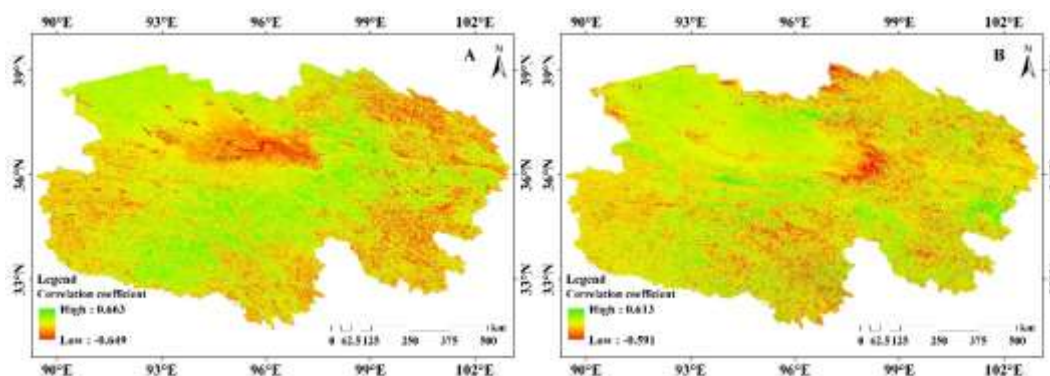 90°E 93°E 96°E 99°E 102°E
A
N
39°N
36°N
33°N
Legend
Correlation coefficient
High : 0.663
Low : -0.649
km
0 62.5 125 250 375 500
90°E 93°E 96°E 99°E 102°E
90°E 93°E 96°E 99°E 102°E
B
N
39°N
36°N
33°N
Legend
Correlation coefficient
High : 0.613
Low : -0.591
km
0 62.5 125 250 375 500
90°E 93°E 96°E 99°E 102°E